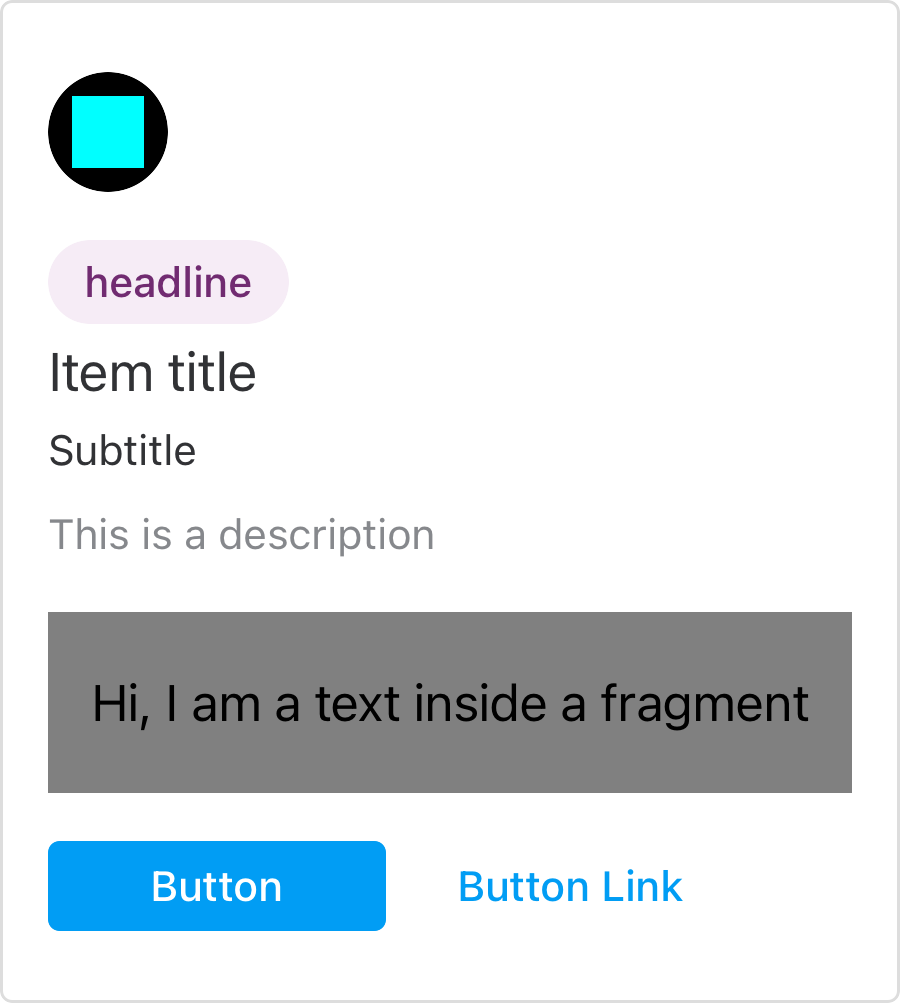 headline
Item title
Subtitle
This is a description
Hi, I am a text inside a fragment
Button
Button Link